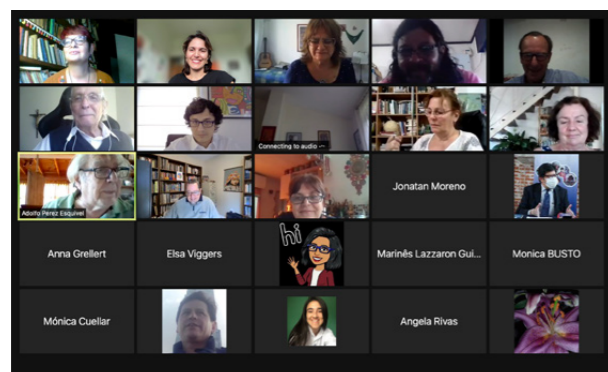 Connecting to audio
Adolfo Perez Esquivel
Jonatan Moreno
Anna Grellert
Elsa Viggers
hi
Marinês Lazzaron Gui...
Monica BUSTO
Mónica Cuellar
Angela Rivas